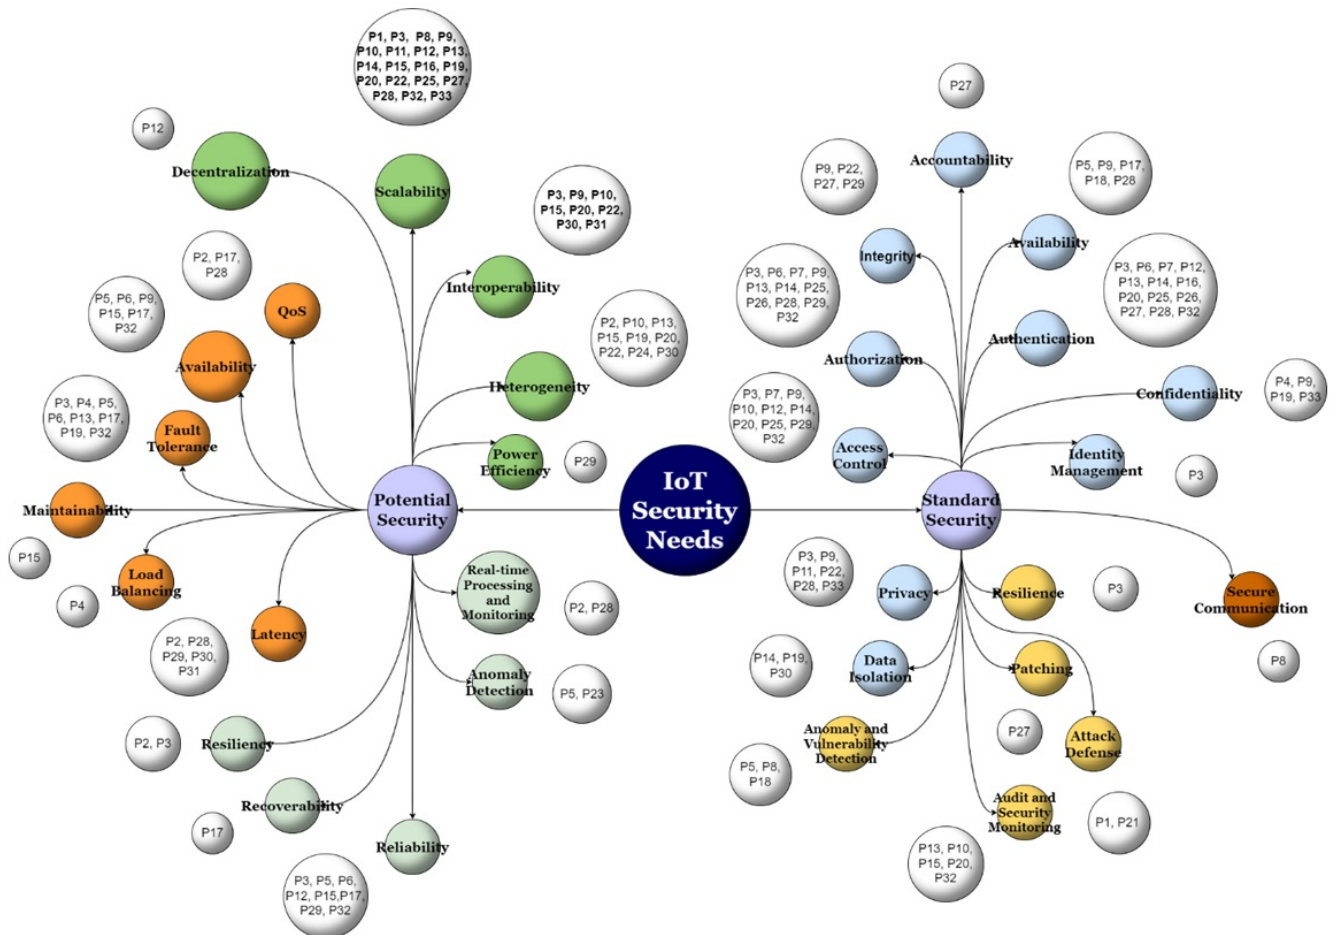 P1, P3, P8, P9,
P10, P11, P12, P13,
P14, P15, P16, P19,
P20, P22, P25, P27,
P28, P32, P33
P12
Decentralization
Scalability
P3, P9, P10,
P15, P20, P22,
P30, P31
Interoperability
P2, P17,
P28
QoS
P5, P6, P9,
P15, P17,
P32
Availability
P2, P10, P13,
P15, P19, P20,
P22, P24, P30
Heterogeneity
P3, P4, P5,
P6, P13, P17,
P19, P32
Fault
Tolerance
Power
Efficiency
P29
Maintainability
P15
Potential
Security
IoT
Security
Needs
Load
Balancing
P4
Latency
P2, P28,
P29, P30,
P31
Real-time
Processing
and
Monitoring
P2, P28
Anomaly
Detection
P5, P23
Resiliency
P2, P3
Recoverability
P17
Reliability
P3, P5, P6,
P12, P15,P17,
P29, P32
P27
Accountability
P9, P22,
P27, P29
Integrity
P5, P9, P17,
P18, P28
Availability
P3, P6, P7, P9,
P13, P14, P25,
P26, P28, P29,
P32
Authorization
P3, P6, P7, P12,
P13, P14, P16,
P20, P25, P26,
P27, P28, P32
Authentication
Confidentiality
P4, P9,
P19, P33
P3, P7, P9,
P10, P12, P14,
P20, P25, P29,
P32
Access
Control
Identity
Management
P3
Standard
Security
P3, P9,
P11, P22,
P28, P33
Privacy
Resilience
P3
Secure
Communication
P8
P14, P19,
P30
Data
Isolation
Patching
P27
Anomaly and
Vulnerability
Detection
P5, P8,
P18
Attack
Defense
P1, P21
Audit and
Security
Monitoring
P13, P10,
P15, P20,
P32